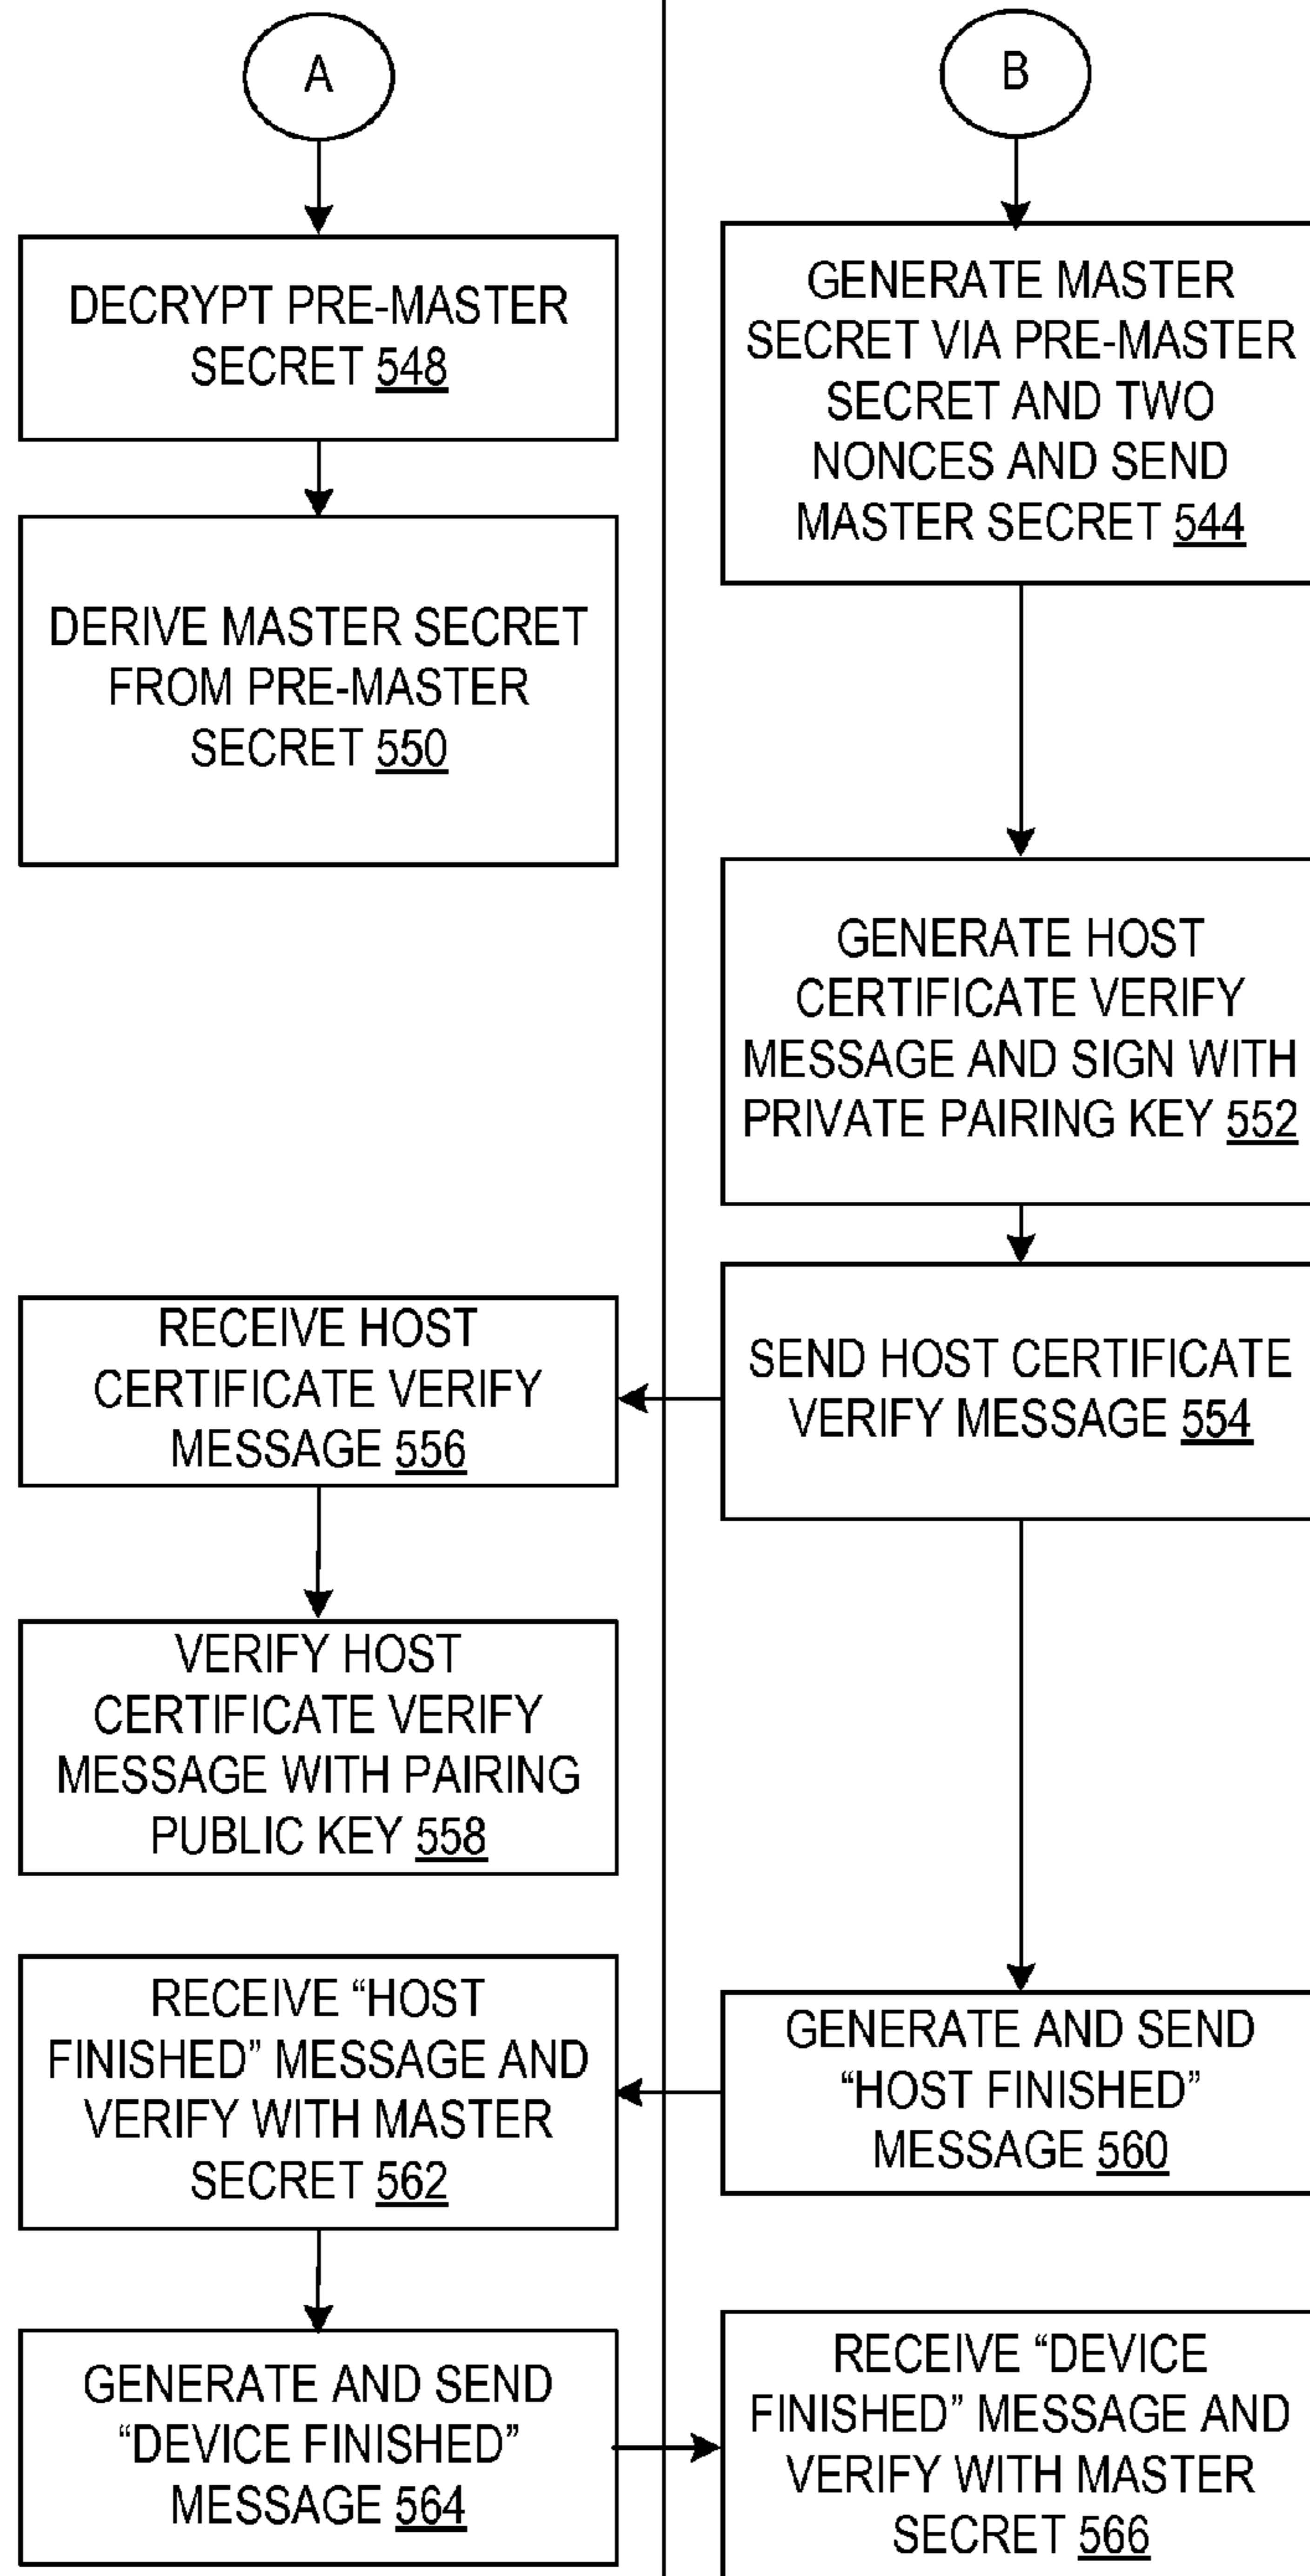 A
DECRYPT PRE-MASTER
SECRET 548
DERIVE MASTER SECRET
FROM PRE-MASTER
SECRET 550
RECEIVE HOST
CERTIFICATE VERIFY
MESSAGE 556
VERIFY HOST
CERTIFICATE VERIFY
MESSAGE WITH PAIRING
PUBLIC KEY 558
RECEIVE “HOST
FINISHED” MESSAGE AND
VERIFY WITH MASTER
SECRET 562
GENERATE AND SEND
“DEVICE FINISHED”
MESSAGE 564
B
GENERATE MASTER
SECRET VIA PRE-MASTER
SECRET AND TWO
NONCES AND SEND
MASTER SECRET 544
GENERATE HOST
CERTIFICATE VERIFY
MESSAGE AND SIGN WITH
PRIVATE PAIRING KEY 552
SEND HOST CERTIFICATE
VERIFY MESSAGE 554
GENERATE AND SEND
“HOST FINISHED”
MESSAGE 560
RECEIVE “DEVICE
FINISHED” MESSAGE AND
VERIFY WITH MASTER
SECRET 566